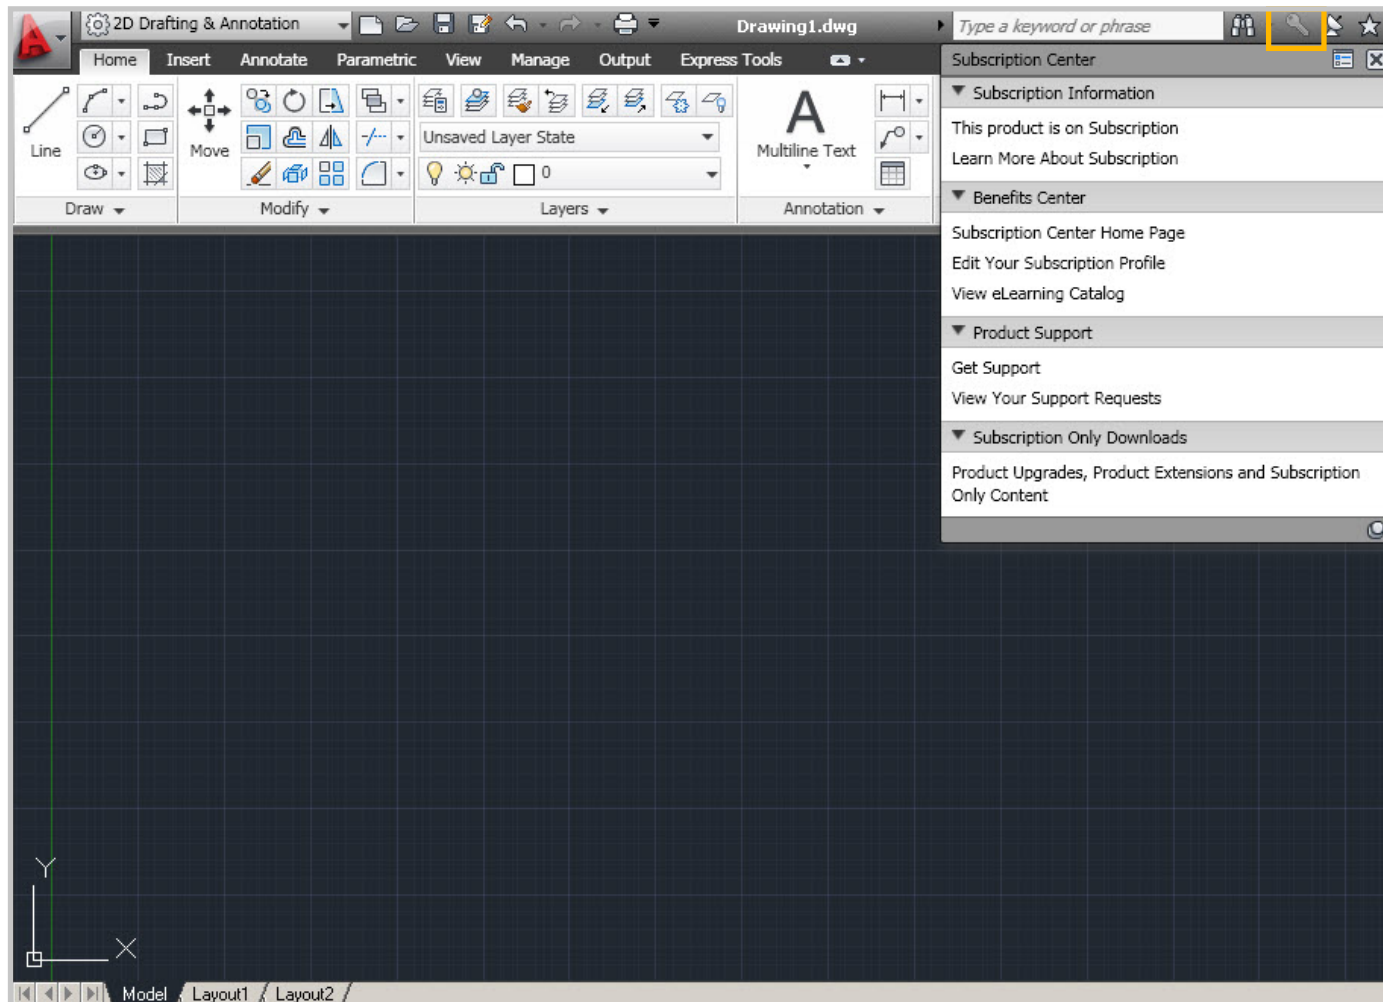 2D Drafting & Annotation
Drawing1.dwg
Type a keyword or phrase
Home Insert Annotate Parametric View Manage Output Express Tools
Line
Move
Unsaved Layer State
0
Multiline Text
Draw
Modify
Layers
Annotation
Subscription Center
Subscription Information
This product is on Subscription
Learn More About Subscription
Benefits Center
Subscription Center Home Page
Edit Your Subscription Profile
View eLearning Catalog
Product Support
Get Support
View Your Support Requests
Subscription Only Downloads
Product Upgrades, Product Extensions and Subscription
Only Content
Y
X
Model Layout1 Layout2